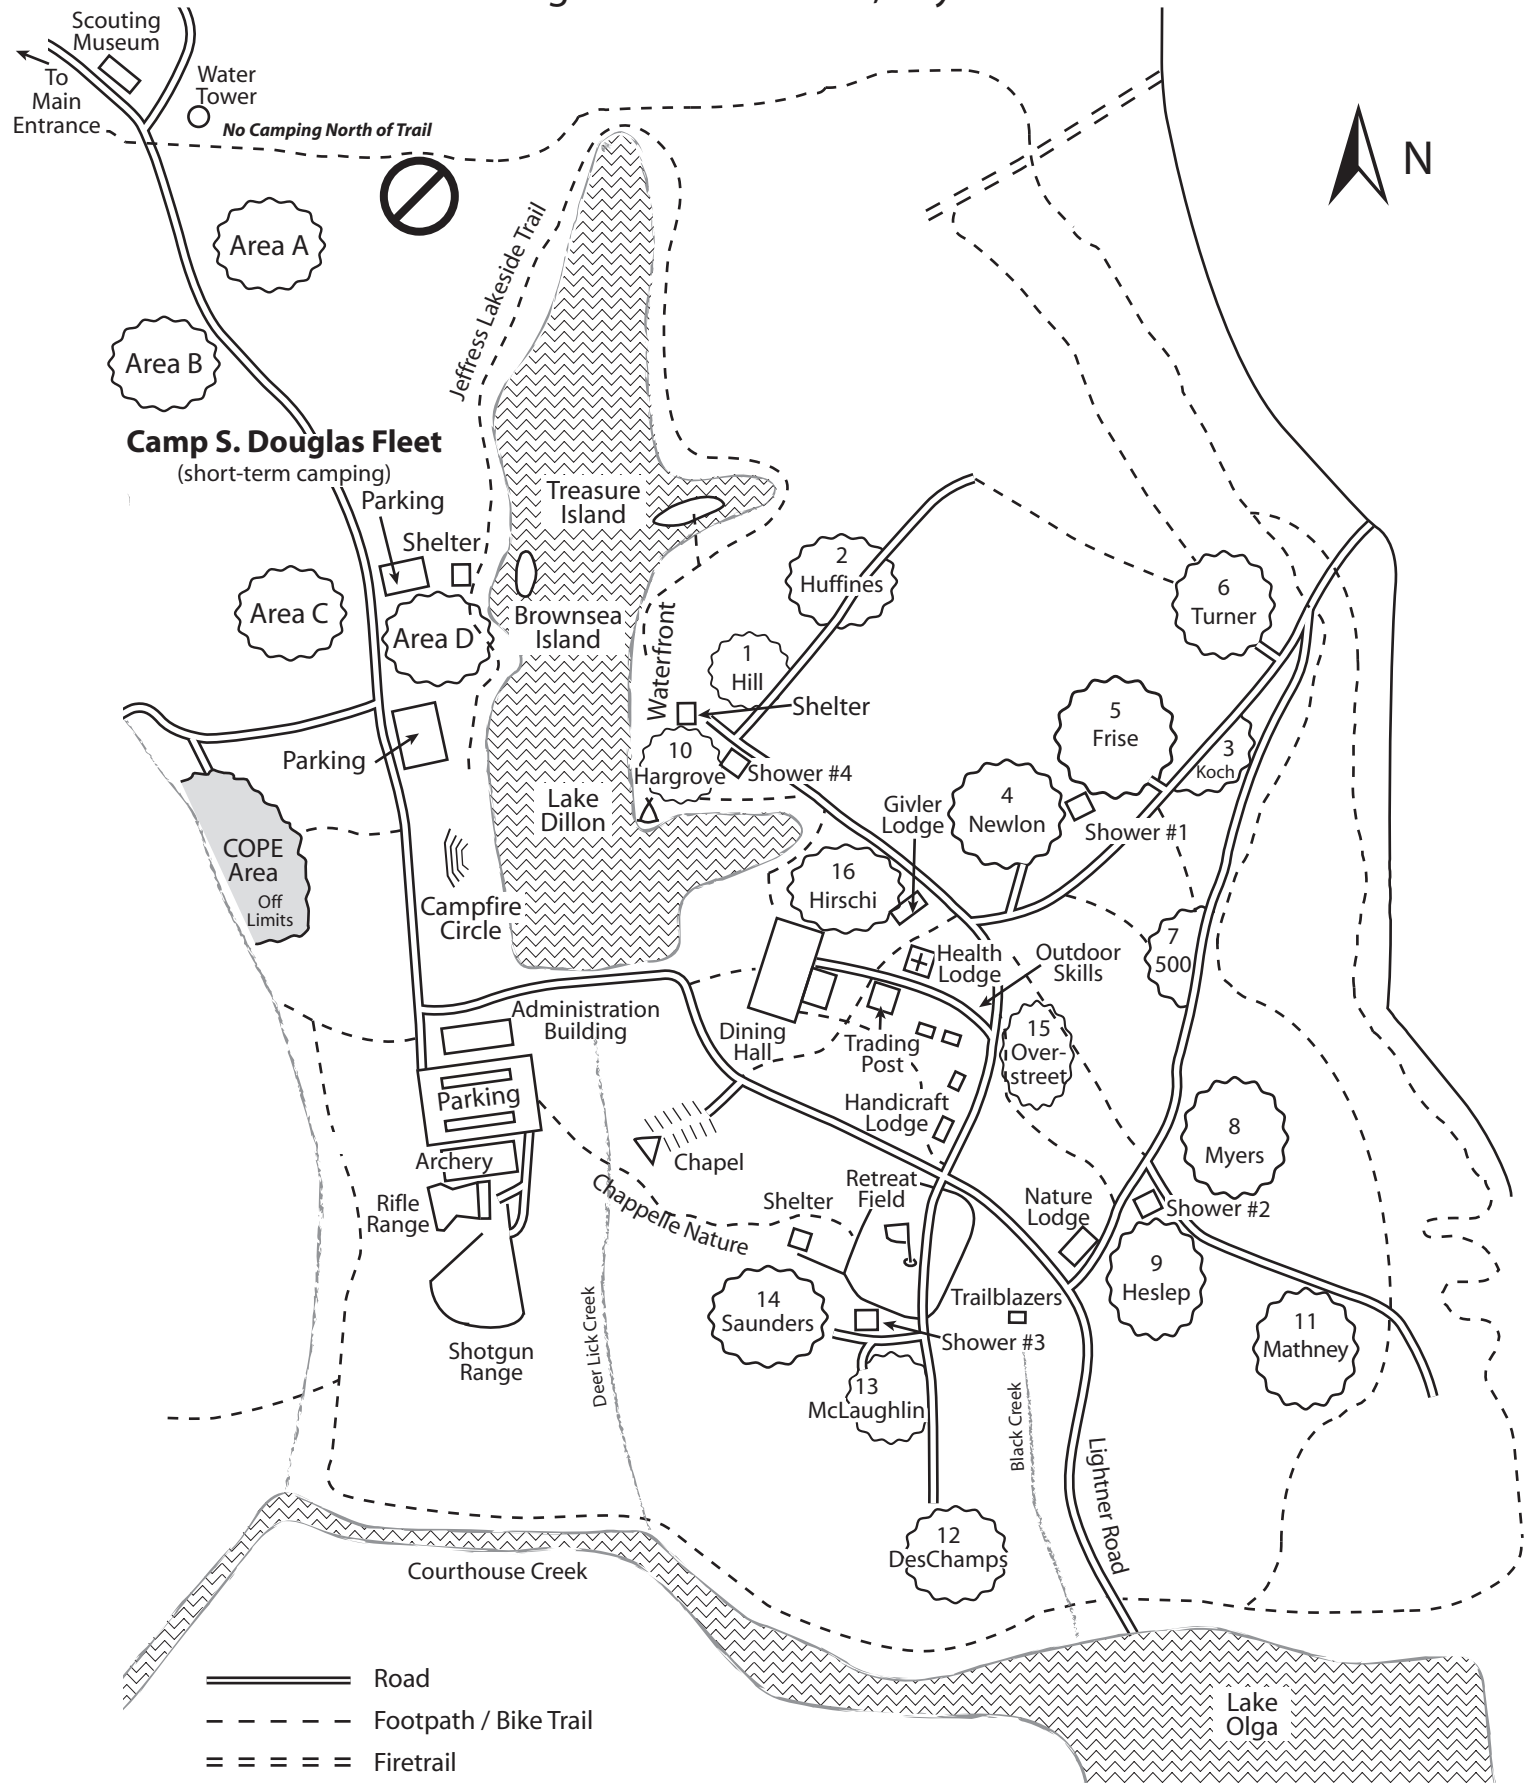 Scouting
Museum
To
Main
Entrance
Water
Tower
No Camping North of Trail
N
Area A
Jeffress Lakeside Trail
Area B
Camp S. Douglas Fleet
(short-term camping)
Parking
Shelter
Treasure
Island
2
Huffines
6
Turner
Area C
Area D
Brownsea
Island
Waterfront
1
Hill
Shelter
5
Frise
3
Koch
Parking
10
Hargrove
Shower #4
Lake
Dillon
Givler
Lodge
4
Newlon
Shower #1
COPE
Area
Off
Limits
16
Hirschi
Campfire
Circle
Health
Lodge
Outdoor
Skills
7
500
Administration
Building
Dining
Hall
Trading
Post
15
Over-
street
Parking
Handicraft
Lodge
8
Myers
Archery
Chapel
Rifle
Range
Chappelle Nature
Shelter
Retreat
Field
Nature
Lodge
Shower #2
9
Heslep
14
Saunders
Trailblazers
11
Mathney
Shower #3
Shotgun
Range
Deer Lick Creek
13
McLaughlin
Black Creek
Lightner Road
12
DesChamps
Courthouse Creek
Lake
Olga
Road
Footpath / Bike Trail
Firetrail